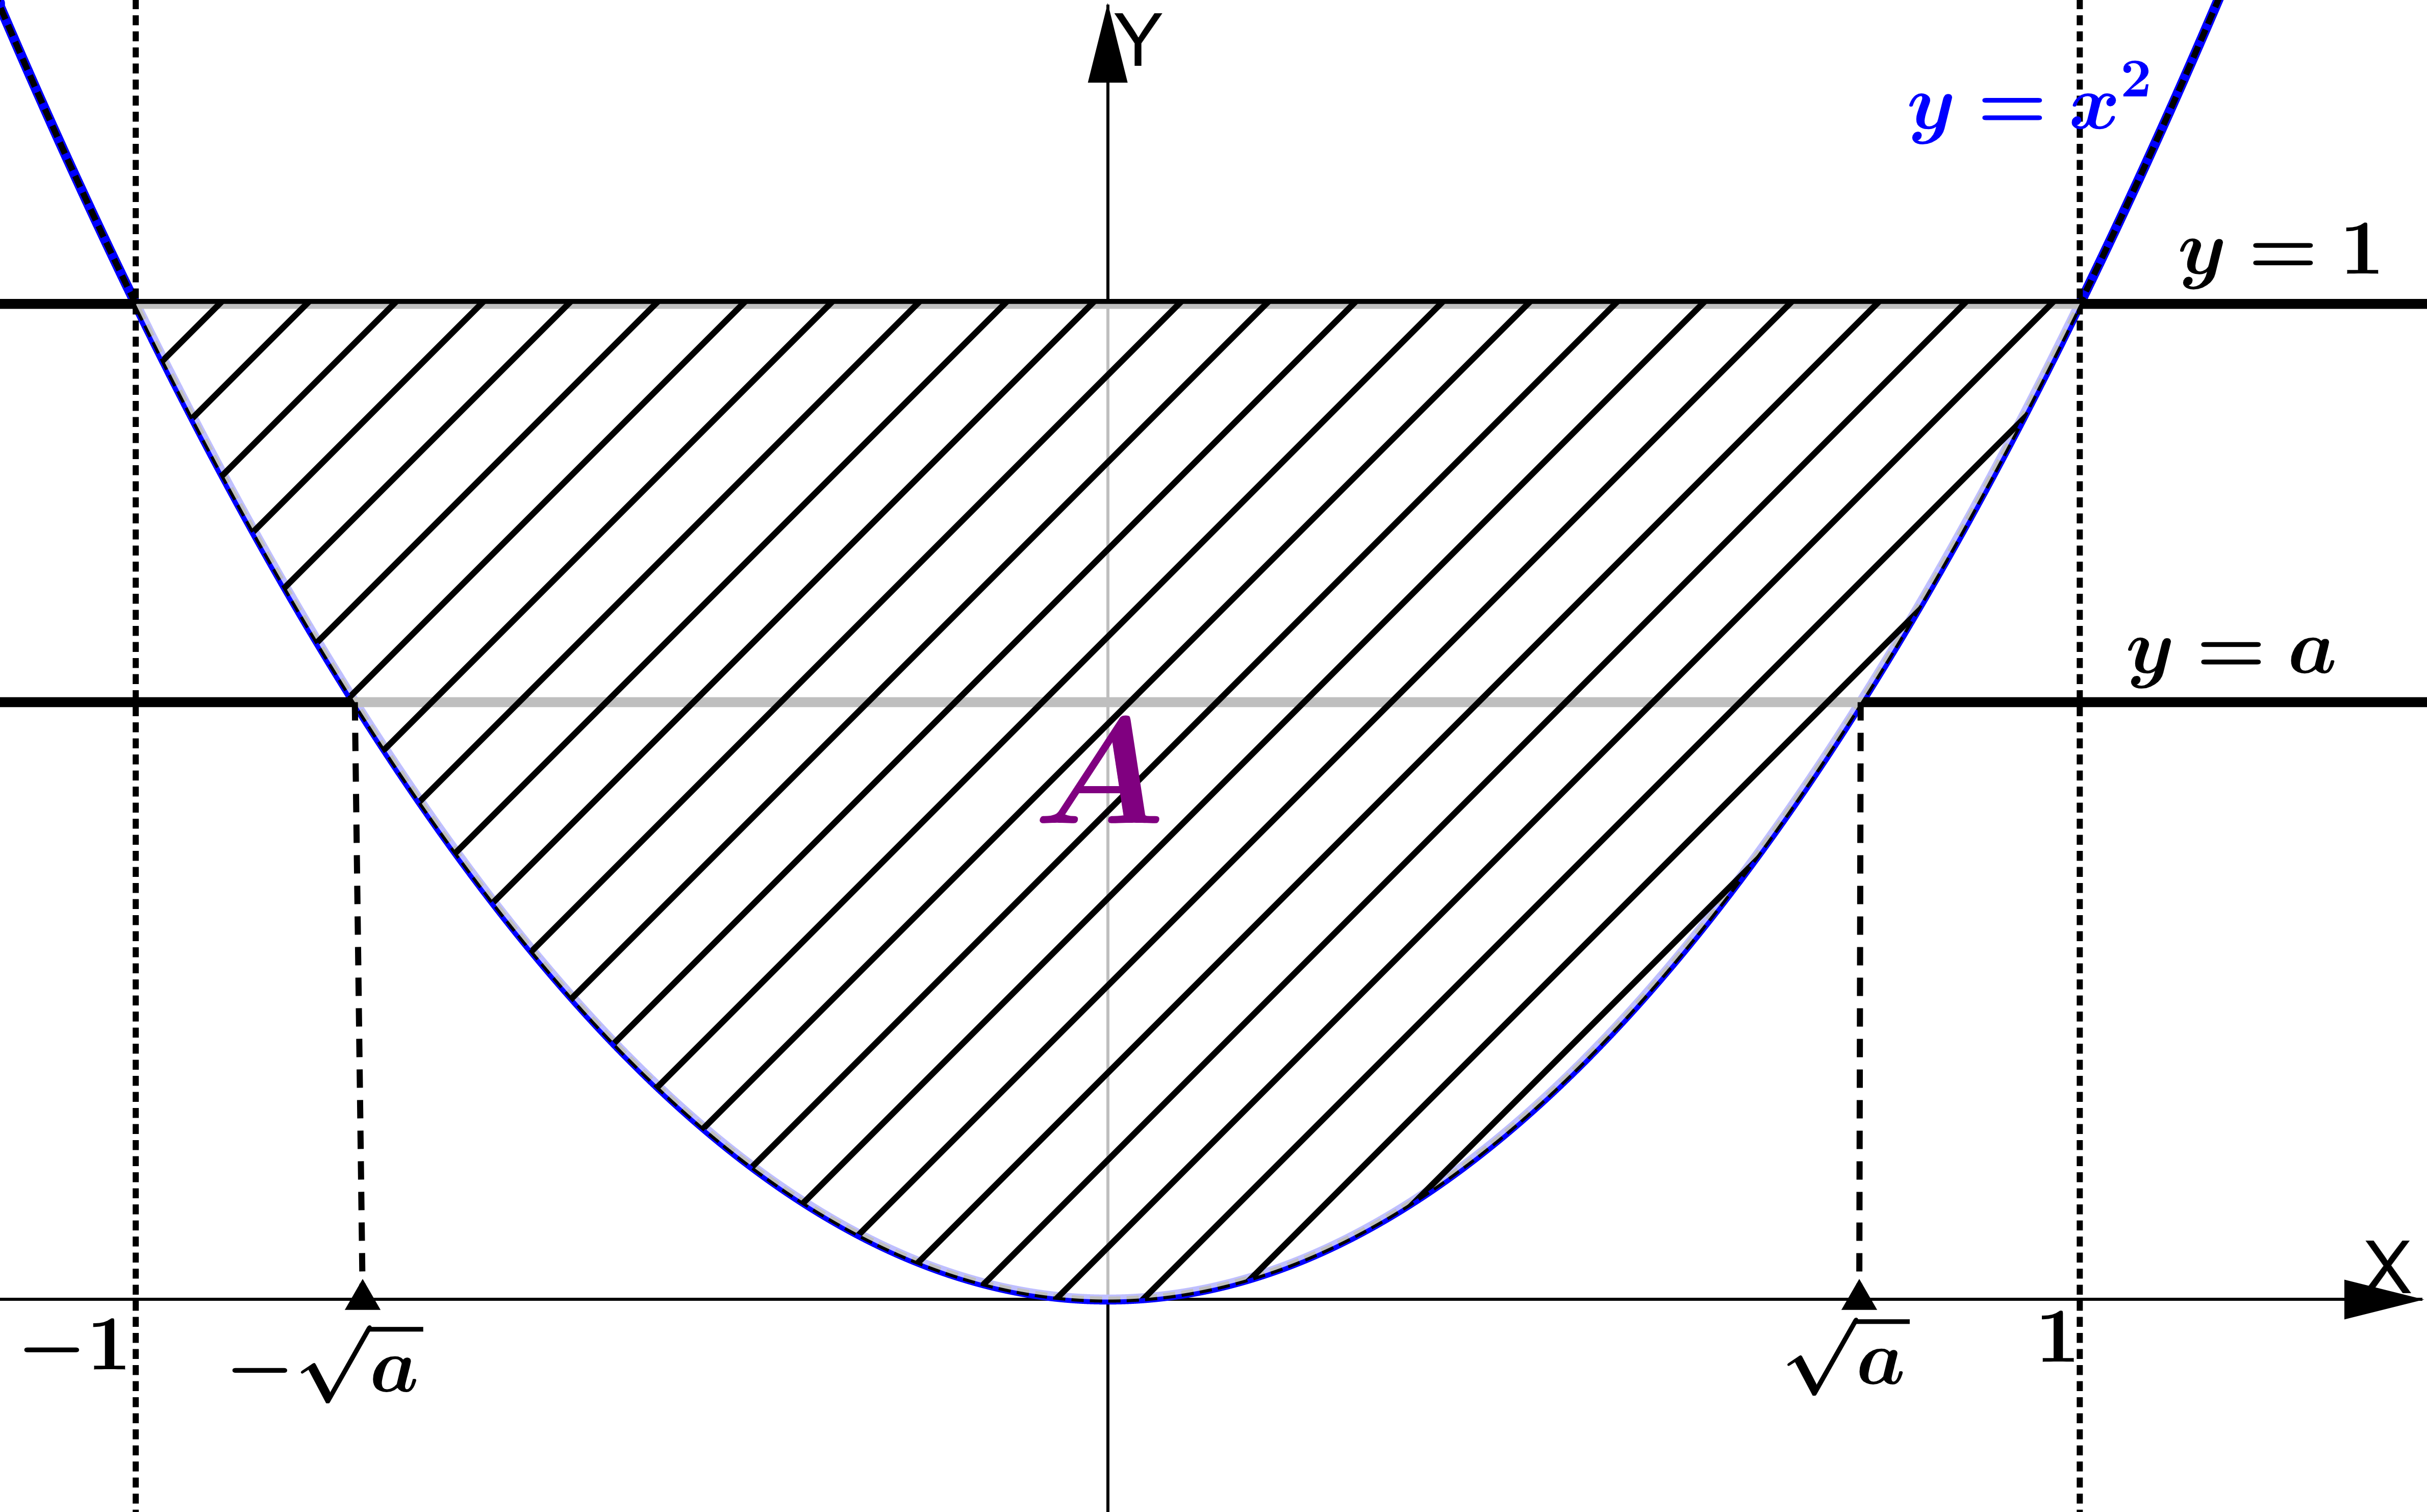 Y
y = x²
y = 1
y = a
A
X
−1
−√a
√a
1